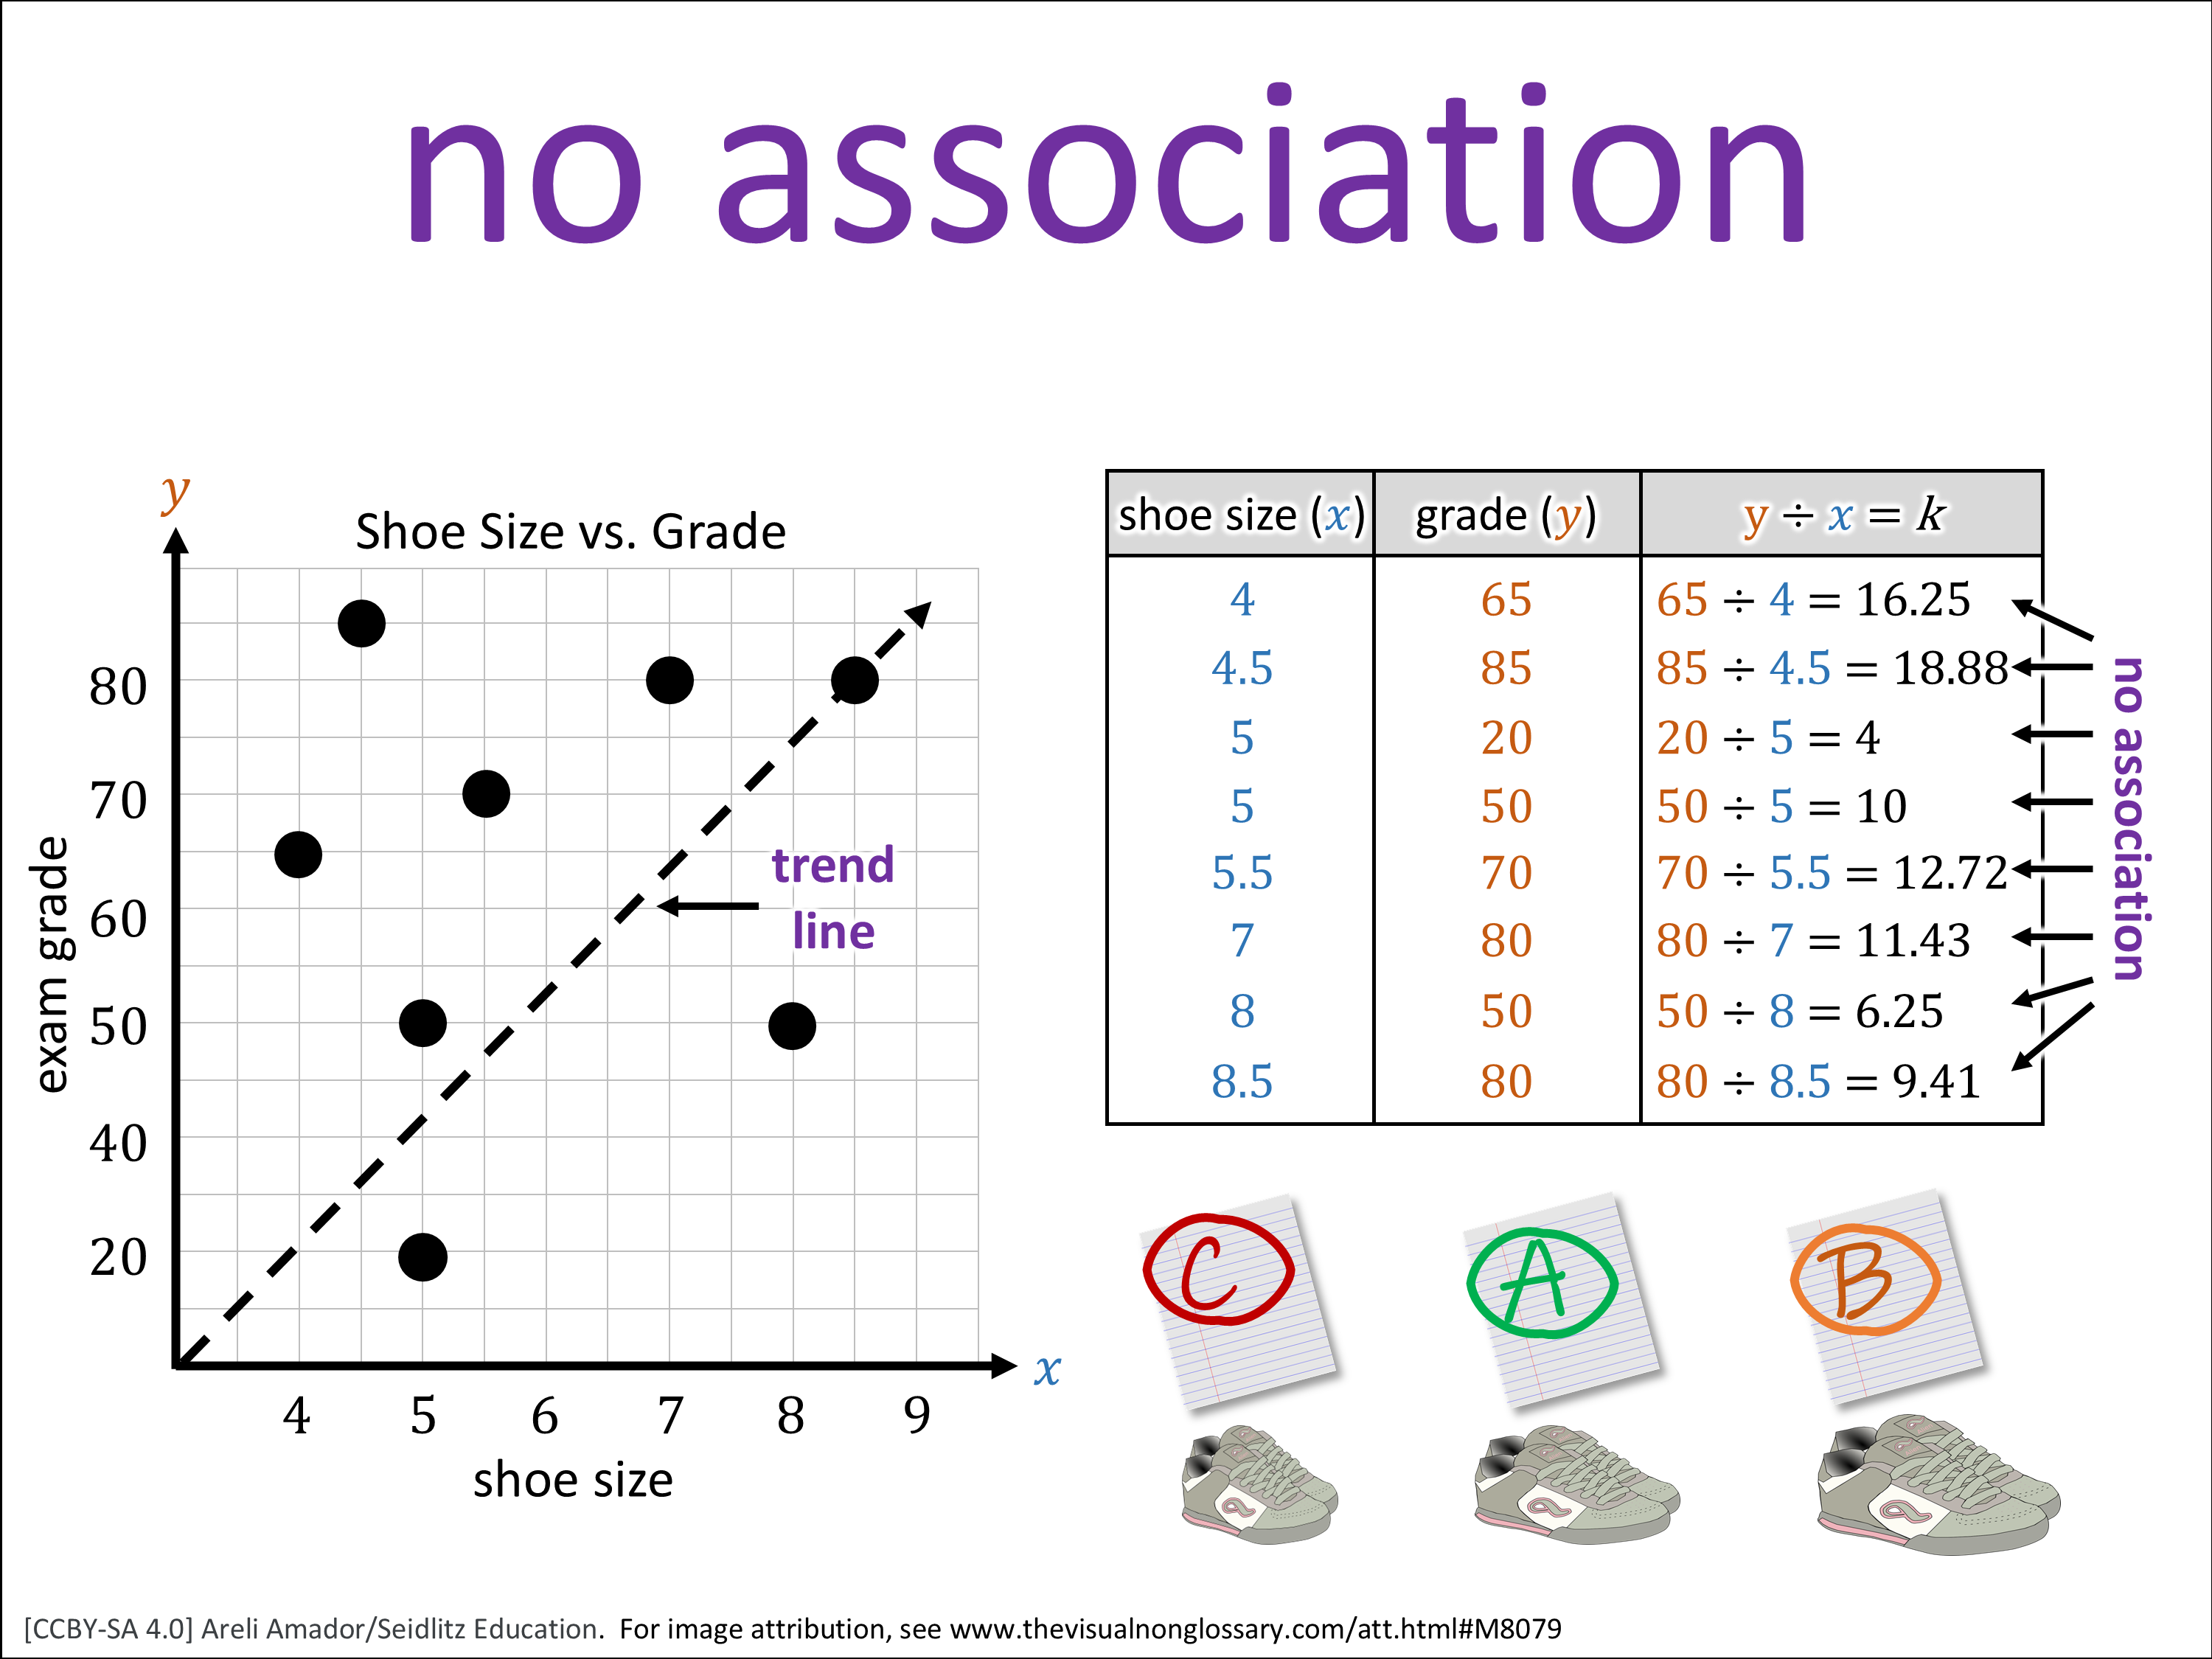 no association
y
Shoe Size vs. Grade
80
70
60
50
40
20
exam grade
trend
line
x
4 5 6 7 8 9
shoe size
shoe size (x) grade (y) y ÷ x = k
4 65 65 ÷ 4 = 16.25
4.5 85 85 ÷ 4.5 = 18.88
5 20 20 ÷ 5 = 4
5 50 50 ÷ 5 = 10
5.5 70 70 ÷ 5.5 = 12.72
7 80 80 ÷ 7 = 11.43
8 50 50 ÷ 8 = 6.25
8.5 80 80 ÷ 8.5 = 9.41
no association
C A B
[CCBY-SA 4.0] Areli Amador/Seidlitz Education. For image attribution, see www.thevisualnonglossary.com/att.html#M8079